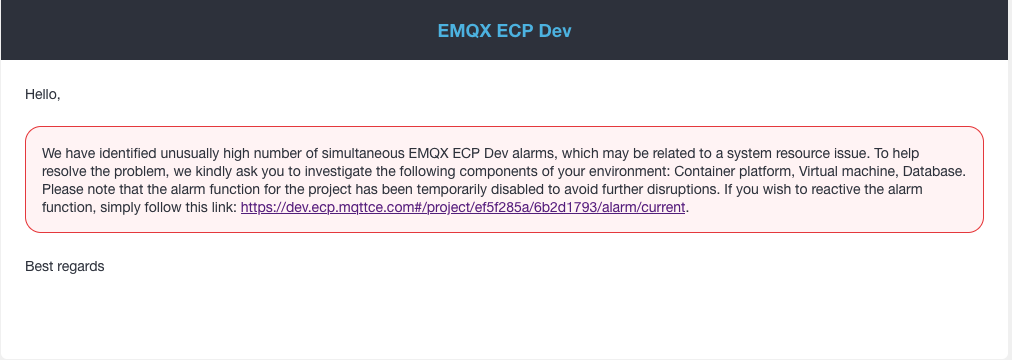 EMQX ECP Dev
Hello,
We have identified unusually high number of simultaneous EMQX ECP Dev alarms, which may be related to a system resource issue. To help
resolve the problem, we kindly ask you to investigate the following components of your environment: Container platform, Virtual machine, Database.
Please note that the alarm function for the project has been temporarily disabled to avoid further disruptions. If you wish to reactive the alarm
function, simply follow this link: https://dev.ecp.mqttce.com#/project/ef5f285a/6b2d1793/alarm/current.
Best regards